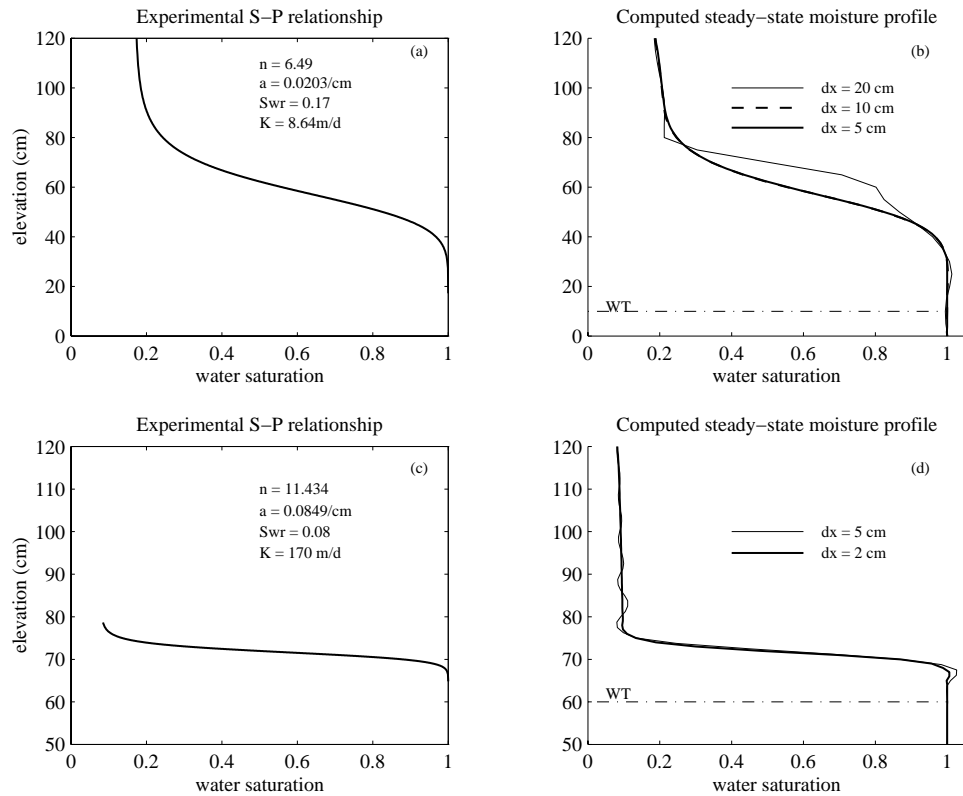 Experimental S−P relationship
120
100
80
60
40
20
0
elevation (cm)
(a)
n = 6.49
a = 0.0203/cm
Swr = 0.17
K = 8.64m/d
0 0.2 0.4 0.6 0.8 1
water saturation
Computed steady−state moisture profile
120
100
80
60
40
20
0
(b)
dx = 20 cm
dx = 10 cm
dx = 5 cm
WT
0 0.2 0.4 0.6 0.8 1
water saturation
Experimental S−P relationship
120
110
100
90
80
70
60
50
elevation (cm)
(c)
n = 11.434
a = 0.0849/cm
Swr = 0.08
K = 170 m/d
0 0.2 0.4 0.6 0.8 1
water saturation
Computed steady−state moisture profile
120
110
100
90
80
70
60
50
(d)
dx = 5 cm
dx = 2 cm
WT
0 0.2 0.4 0.6 0.8 1
water saturation